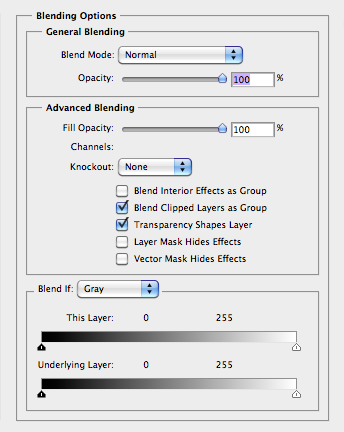 Blending Options
General Blending
Blend Mode: Normal
Opacity: 100 %
Advanced Blending
Fill Opacity: 100 %
Channels:
Knockout: None
Blend Interior Effects as Group
Blend Clipped Layers as Group
Transparency Shapes Layer
Layer Mask Hides Effects
Vector Mask Hides Effects
Blend If: Gray
This Layer: 0 255
Underlying Layer: 0 255